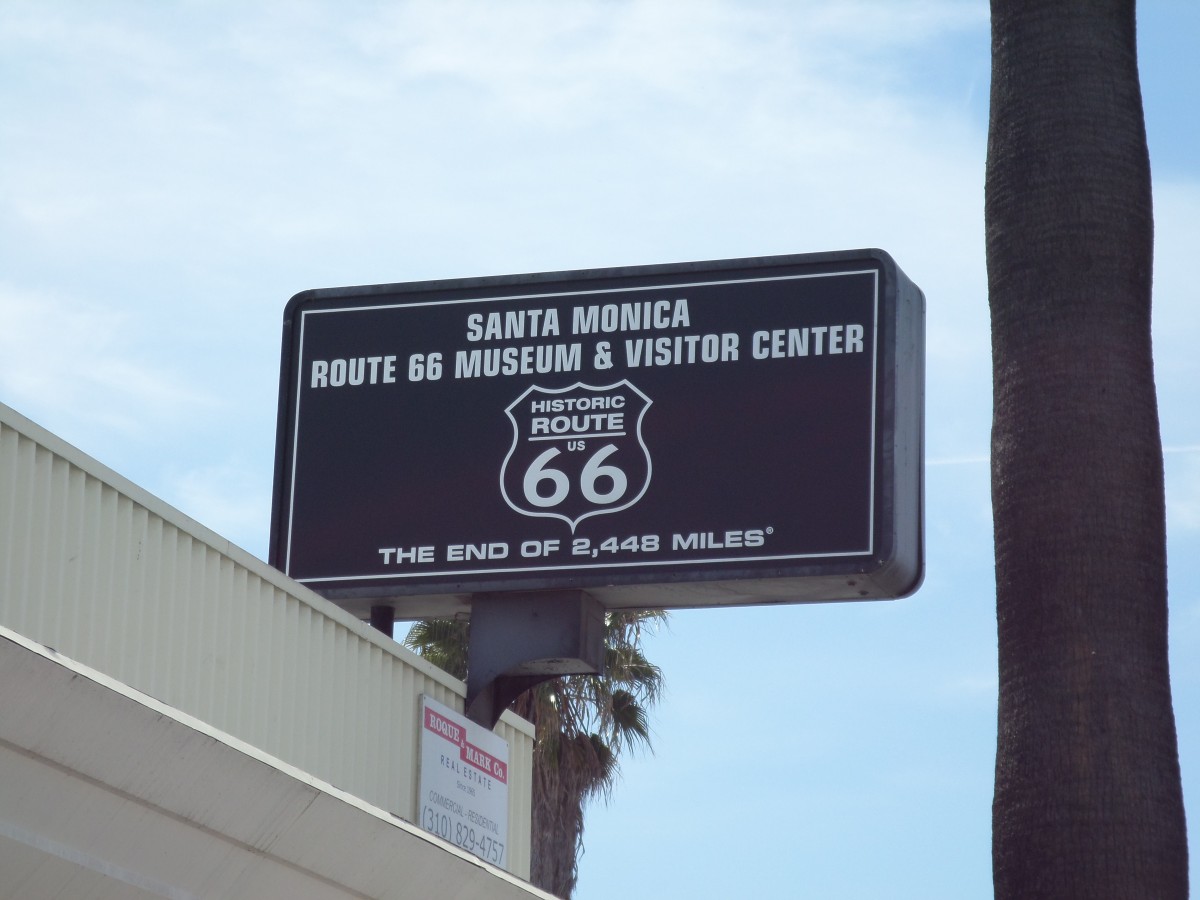 SANTA MONICA
ROUTE 66 MUSEUM & VISITOR CENTER
HISTORIC
ROUTE
US
66
THE END OF 2,448 MILES®
ROQUE & MARK Co.
REAL ESTATE
COMMERCIAL - RESIDENTIAL
(310) 829-4757